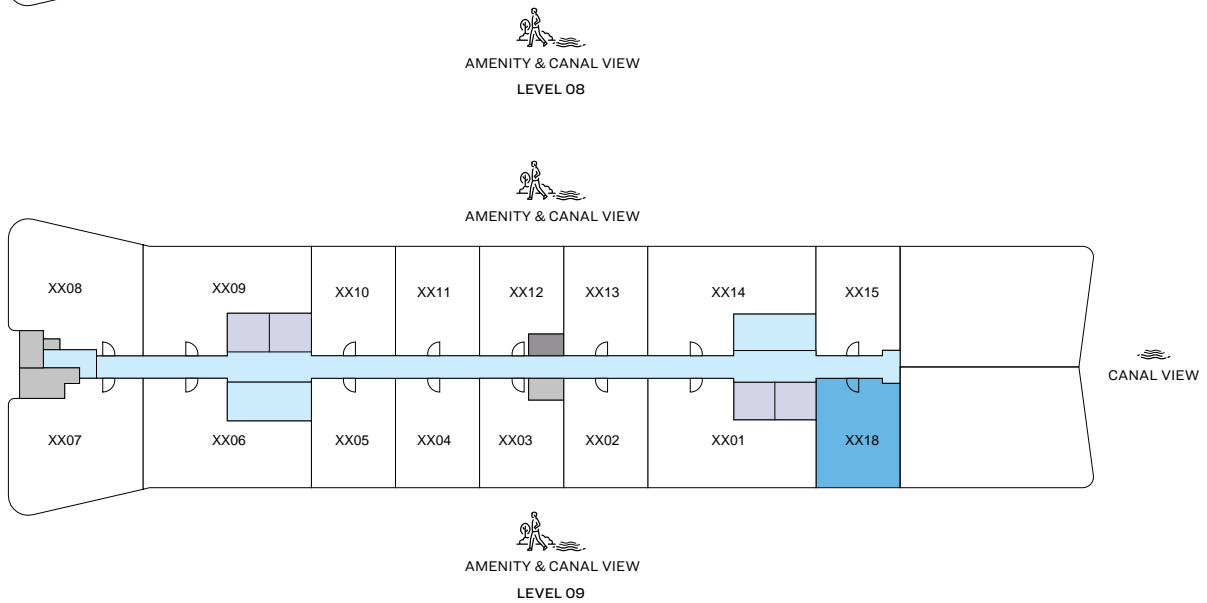 AMENITY & CANAL VIEW
LEVEL 08
AMENITY & CANAL VIEW
XX08
XX09
XX10
XX11
XX12
XX13
XX14
XX15
CANAL VIEW
XX07
XX06
XX05
XX04
XX03
XX02
XX01
XX18
AMENITY & CANAL VIEW
LEVEL 09